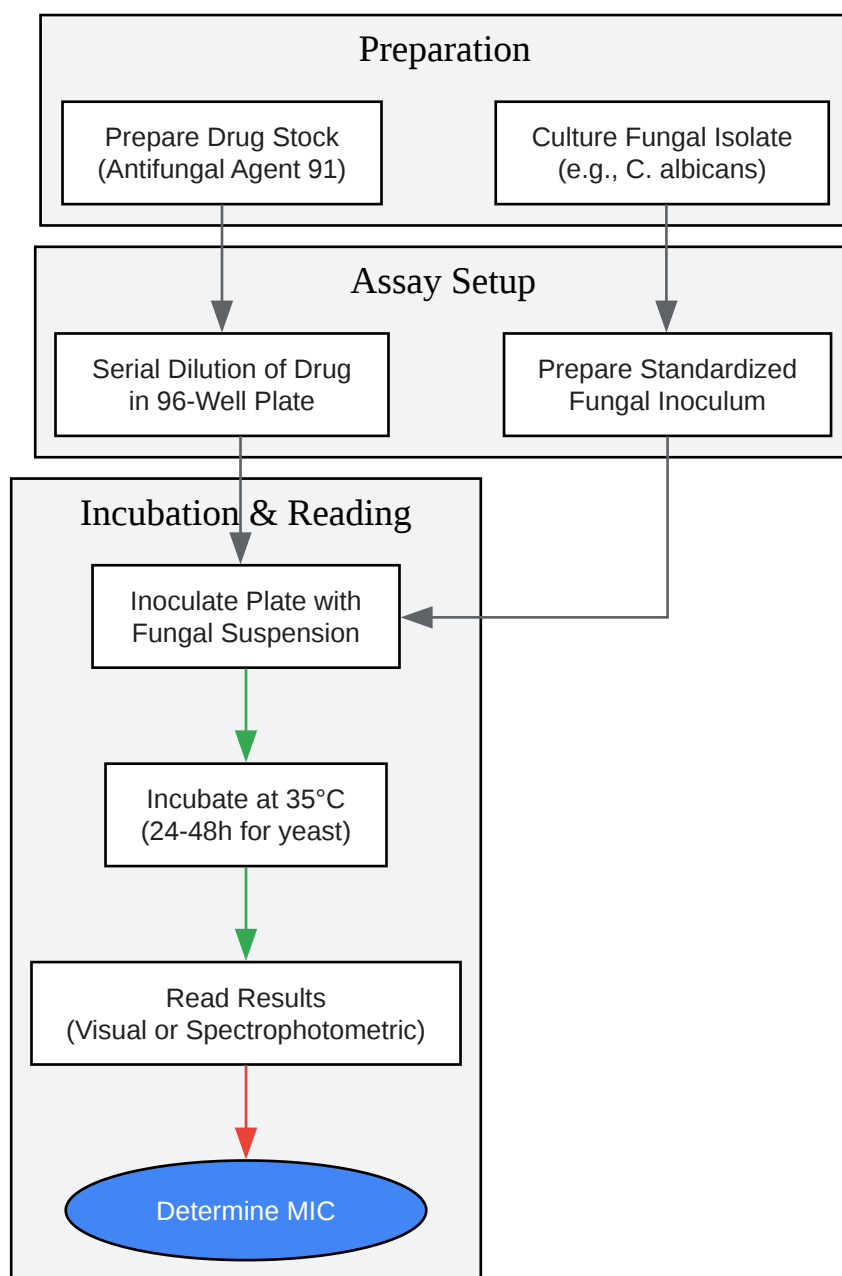 Preparation
Prepare Drug Stock
(Antifungal Agent 91)
Culture Fungal Isolate
(e.g., C. albicans)
Assay Setup
Serial Dilution of Drug
in 96-Well Plate
Prepare Standardized
Fungal Inoculum
Incubation & Reading
Inoculate Plate with
Fungal Suspension
Incubate at 35°C
(24-48h for yeast)
Read Results
(Visual or Spectrophotometric)
Determine MIC